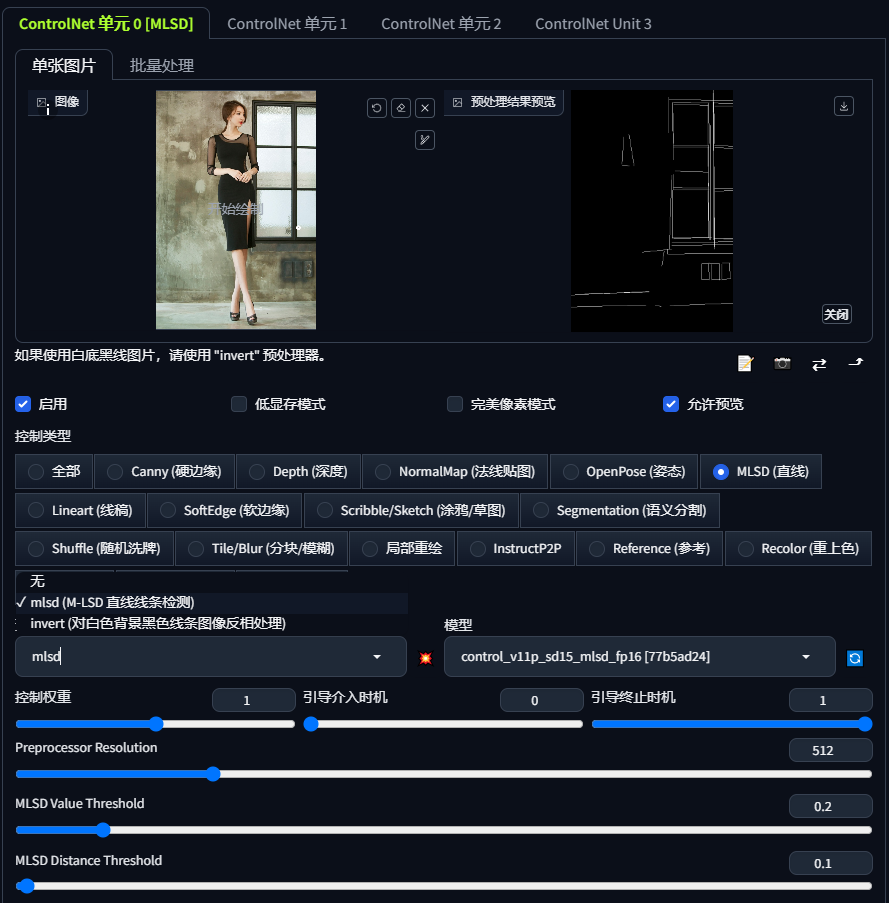 ControlNet 单元 0 [MLSD] ControlNet 单元 1 ControlNet 单元 2 ControlNet Unit 3
单张图片 批量处理
图像 预处理结果预览
开始绘制
关闭
如果使用白底黑线图片，请使用 "invert" 预处理器。
启用 低显存模式 完美像素模式 允许预览
控制类型
全部 Canny (硬边缘) Depth (深度) NormalMap (法线贴图) OpenPose (姿态) MLSD (直线)
Lineart (线稿) SoftEdge (软边缘) Scribble/Sketch (涂鸦/草图) Segmentation (语义分割)
Shuffle (随机洗牌) Tile/Blur (分块/模糊) 局部重绘 InstructP2P Reference (参考) Recolor (重上色)
无
✓ mlsd (M-LSD 直线线条检测)
invert (对白色背景黑色线条图像反相处理) 模型
mlsd control_v11p_sd15_mlsd_fp16 [77b5ad24]
控制权重 1 引导介入时机 0 引导终止时机 1
Preprocessor Resolution 512
MLSD Value Threshold 0.2
MLSD Distance Threshold 0.1